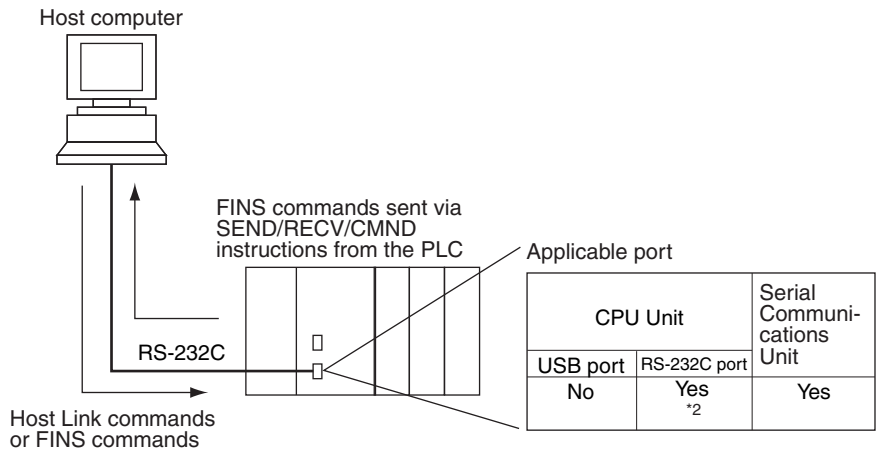 Host computer
FINS commands sent via
SEND/RECV/CMND
instructions from the PLC
Applicable port
RS-232C
Host Link commands
or FINS commands
CPU Unit
Serial
Communi-
cations
Unit
USB port
RS-232C port
No
Yes
*2
Yes